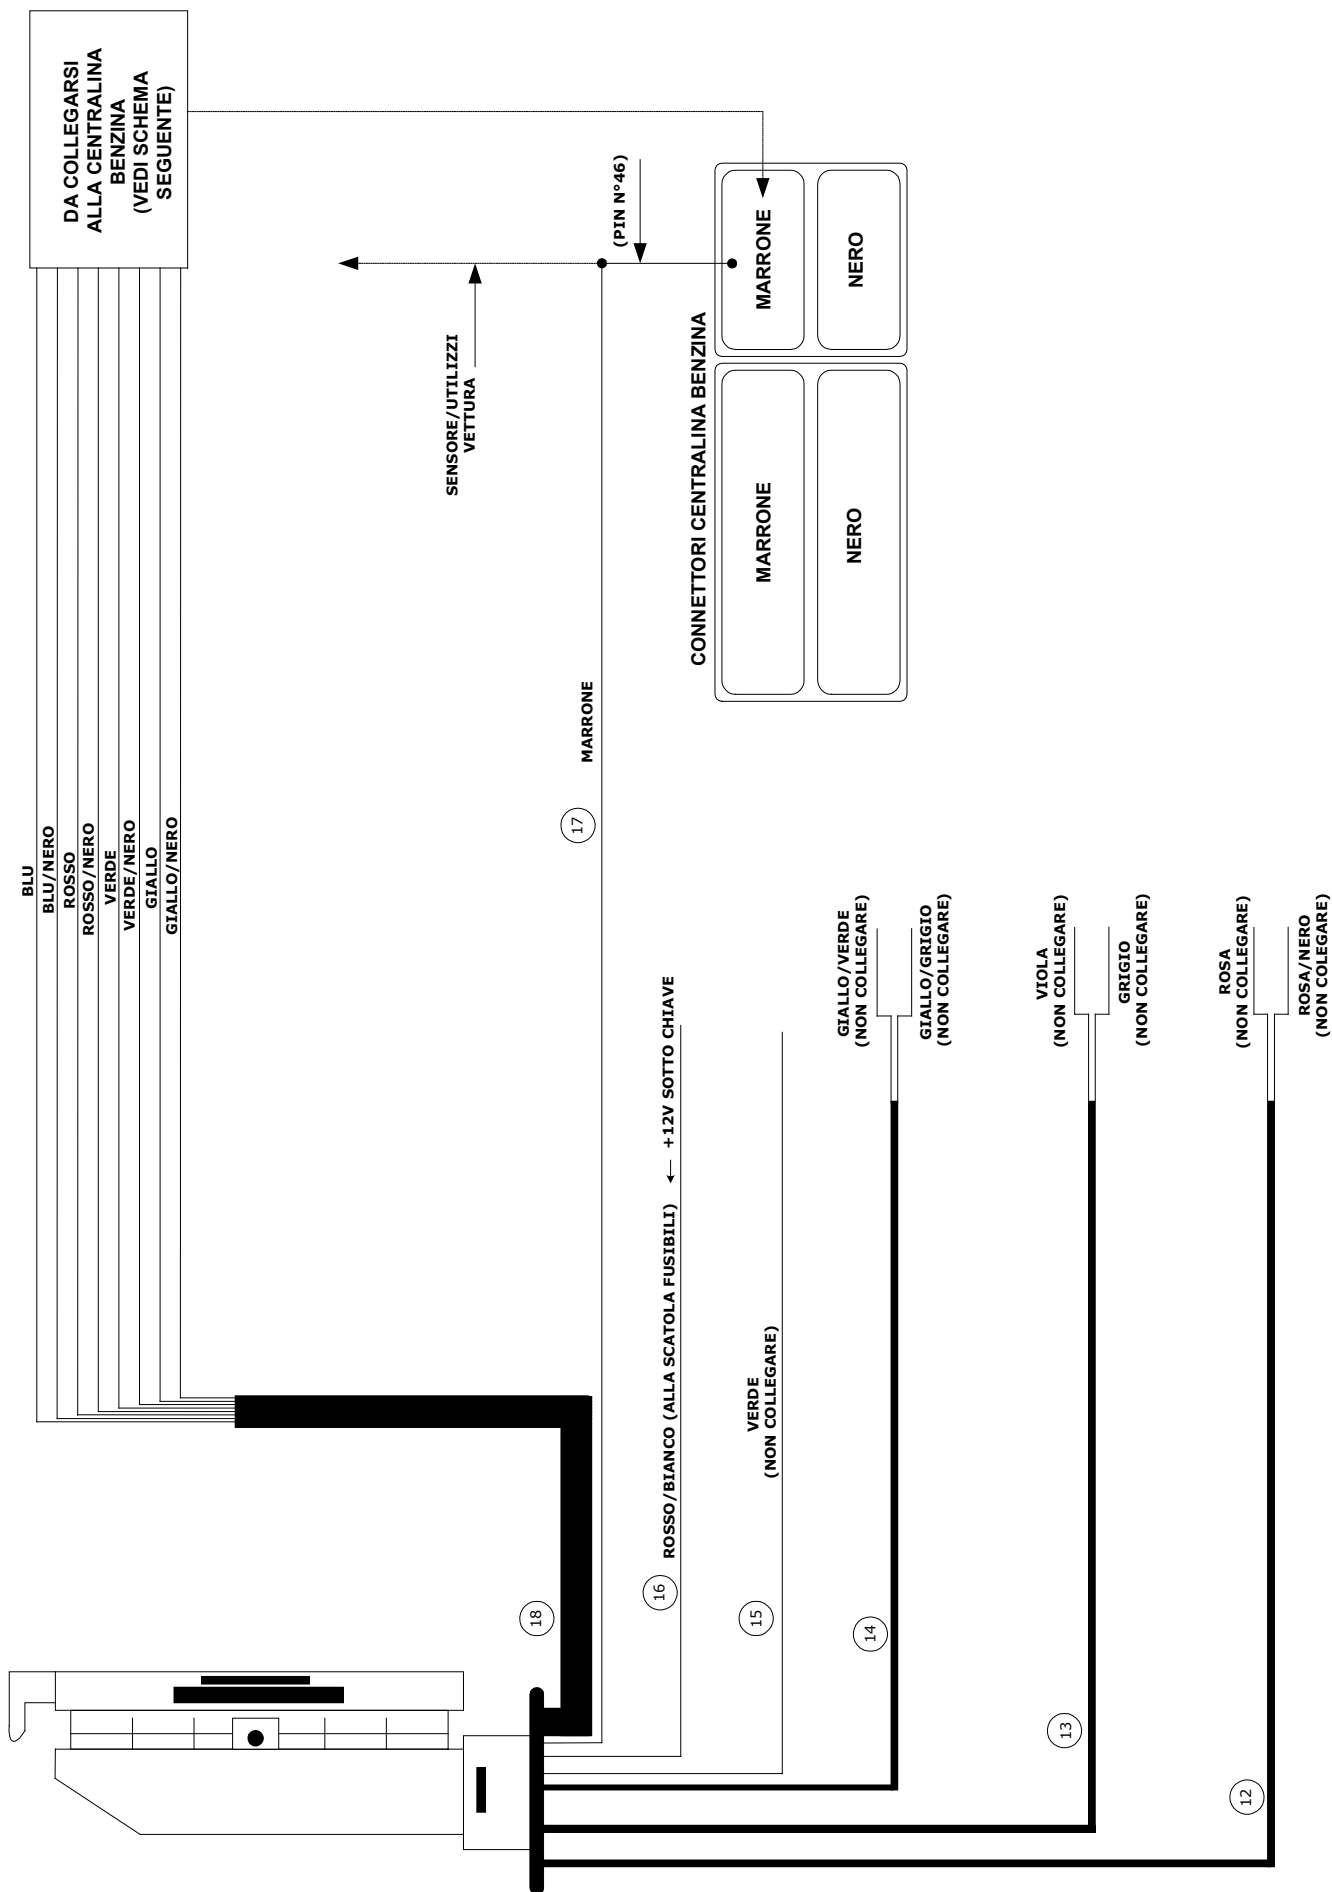 DA COLLEGARSI
ALLA CENTRALINA
BENZINA
(VEDI SCHEMA
SEGUENTE)
BLU
BLU/NERO
ROSSO
ROSSO/NERO
VERDE
VERDE/NERO
GIALLO
GIALLO/NERO
18
SENSORE/UTILIZZI
VETTURA
(PIN N°46)
17
MARRONE
CONNETTORI CENTRALINA BENZINA
MARRONE
NERO
MARRONE
NERO
16
ROSSO/BIANCO (ALLA SCATOLA FUSIBILI) ← +12V SOTTO CHIAVE
15
VERDE
(NON COLLEGARE)
14
GIALLO/VERDE
(NON COLLEGARE)
GIALLO/GRIGIO
(NON COLLEGARE)
13
VIOLA
(NON COLLEGARE)
GRIGIO
(NON COLLEGARE)
12
ROSA
(NON COLLEGARE)
ROSA/NERO
(NON COLEGARE)